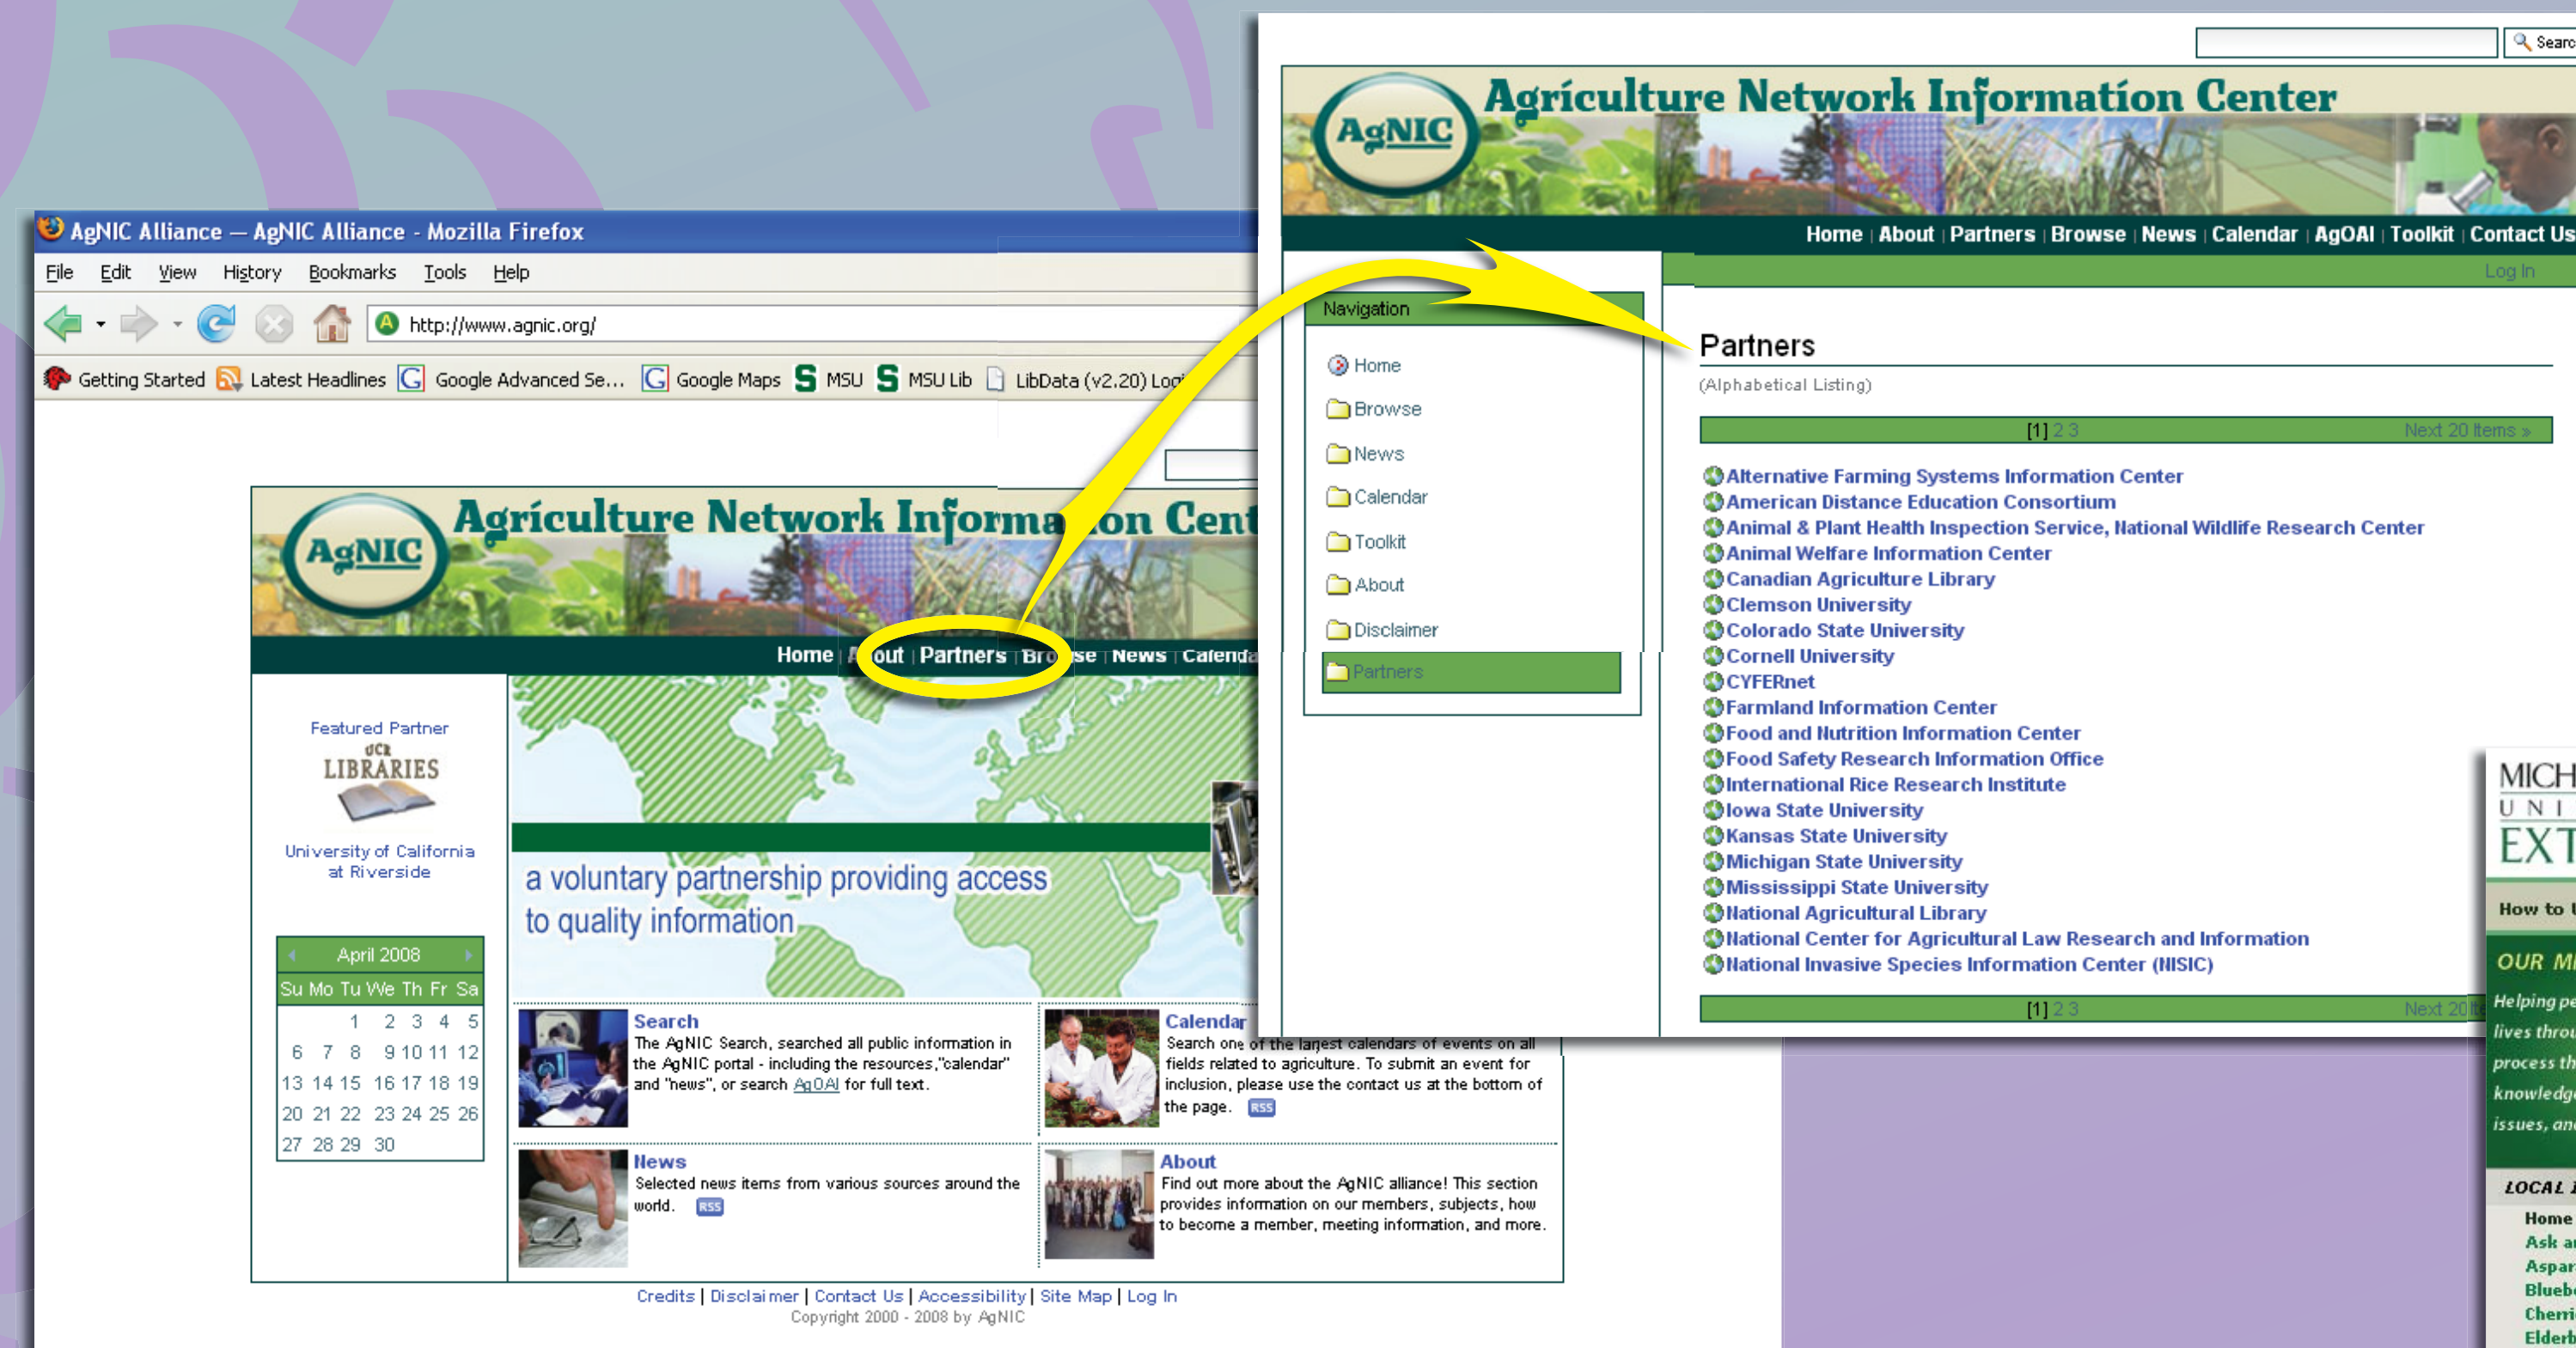 AgNIC Alliance — AgNIC Alliance - Mozilla Firefox
File Edit View History Bookmarks Tools Help
http://www.agnic.org/
Getting Started Latest Headlines G Google Advanced Se... G Google Maps S MSU S MSU Lib LibData (v2.20)
Agriculture Network
AgNIC
Home | Partners | News
Featured Partner
UCR
LIBRARIES
University of California
at Riverside
April 2008
Su Mo Tu We Th Fr Sa
1 2 3 4 5
6 7 8 9 10 11 12
13 14 15 16 17 18 19
20 21 22 23 24 25 26
27 28 29 30
a voluntary partnership providing access
to quality information
Search
The AgNIC Search, searched all public information in
the AgNIC portal - including the resources,"calendar"
and "news", or search AgOAI for full text.
Calendar
Search one of the largest calendars of events on all
fields related to agriculture. To submit an event for
inclusion, please use the contact us at the bottom of
the page. RSS
News
Selected news items from various sources around the
world. RSS
About
Find out more about the AgNIC alliance! This section
provides information on our members, subjects, how
to become a member, meeting information, and more.
Credits | Disclaimer | Contact Us | Accessibility | Site Map | Log In
Copyright 2000 - 2008 by AgNIC
Agriculture Network Information Center
AgNIC
Home | About | Partners | Browse | News | Calendar | AgOAI | Toolkit | Contact Us
Log In
Navigation
Home
Browse
News
Calendar
Toolkit
About
Disclaimer
Partners
Partners
(Alphabetical Listing)
[1] 2 3 Next 20 Items »
Alternative Farming Systems Information Center
American Distance Education Consortium
Animal & Plant Health Inspection Service, National Wildlife Research Center
Animal Welfare Information Center
Canadian Agriculture Library
Clemson University
Colorado State University
Cornell University
CYFERnet
Farmland Information Center
Food and Nutrition Information Center
Food Safety Research Information Office
International Rice Research Institute
Iowa State University
Kansas State University
Michigan State University
Mississippi State University
National Agricultural Library
National Center for Agricultural Law Research and Information
National Invasive Species Information Center (NISIC)
[1] 2 3 Next 20
How to
OUR
Helping
lives
process
issues,
LOCAL
Home
Ask